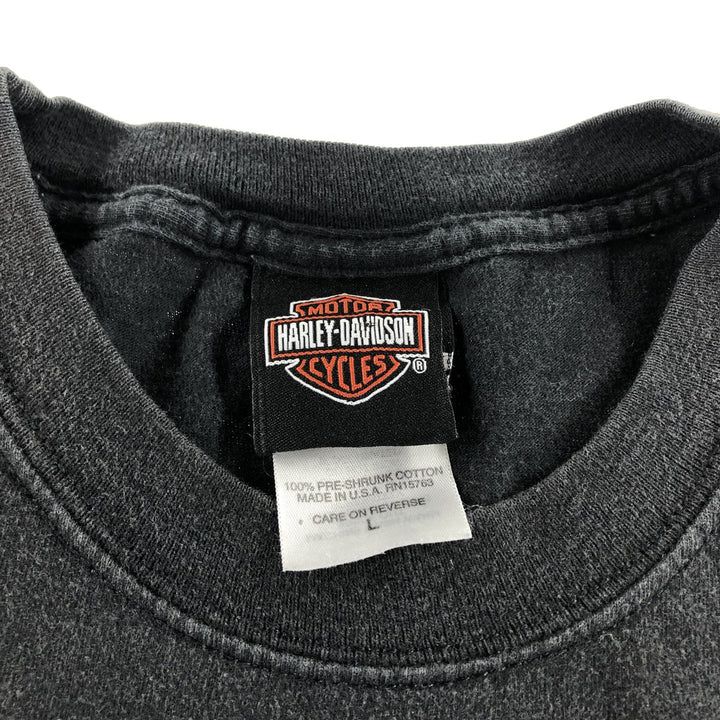 MOTOR
HARLEY-DAVIDSON
CYCLES
®
100% PRE-SHRUNK COTTON
MADE IN U.S.A. RN15763
CARE ON REVERSE
L